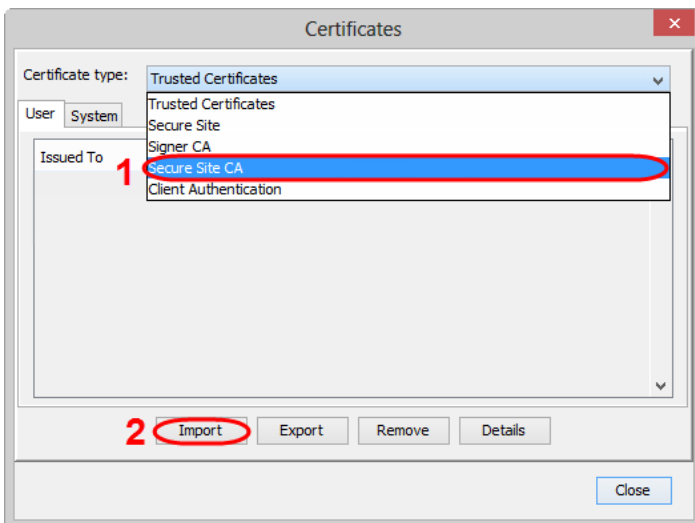 Certificates
Certificate type: Trusted Certificates
Trusted Certificates
User System
Secure Site
Signer CA
Issued To
1 Secure Site CA
Client Authentication
2 Import Export Remove Details
Close